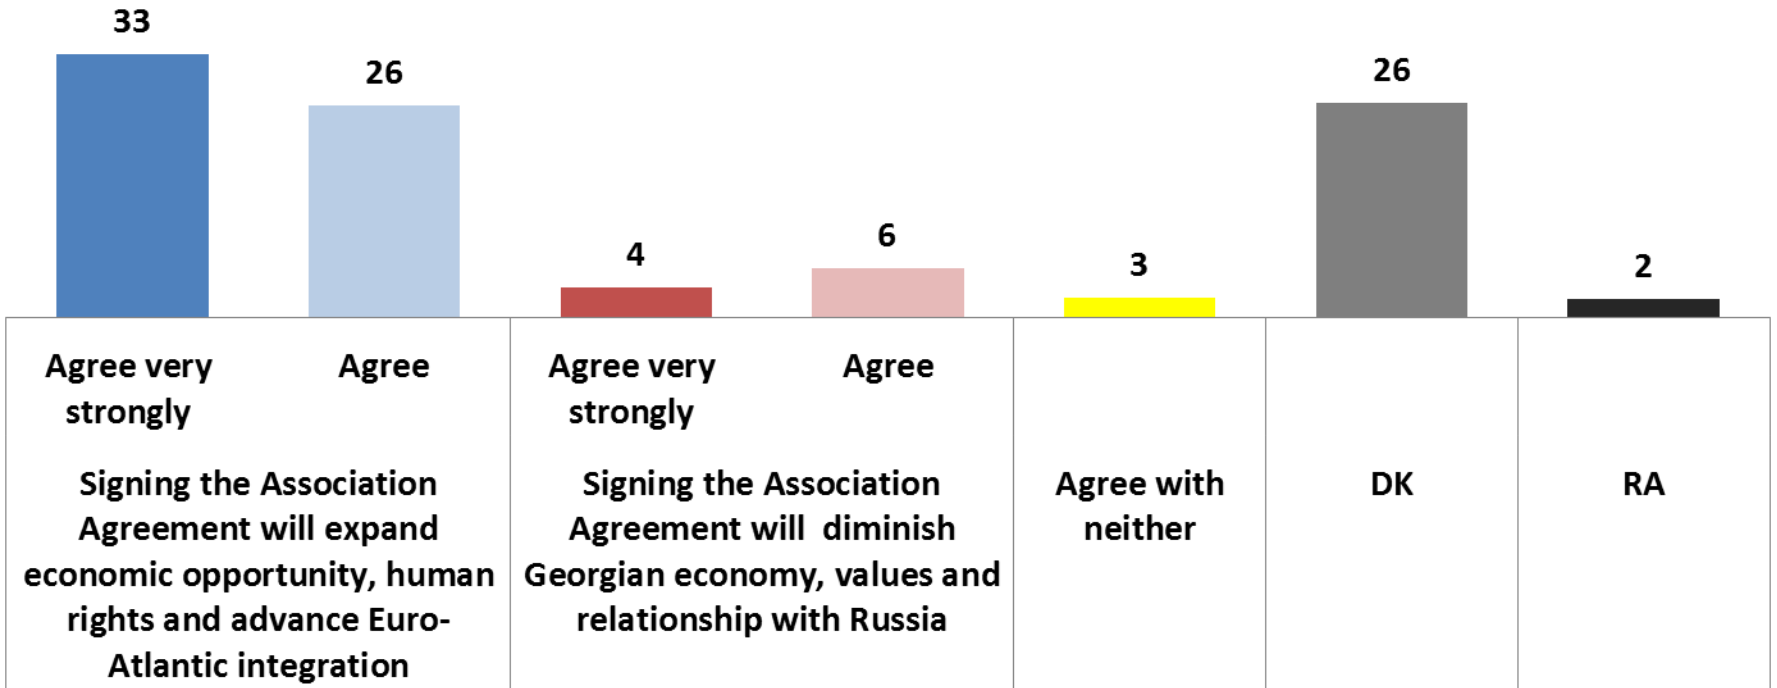 33
26
4
6
3
26
2
Agree very
strongly
Agree
Agree very
strongly
Agree
Signing the Association
Agreement will expand
economic opportunity, human
rights and advance Euro-
Atlantic integration
Signing the Association
Agreement will  diminish
Georgian economy, values and
relationship with Russia
Agree with
neither
DK
RA